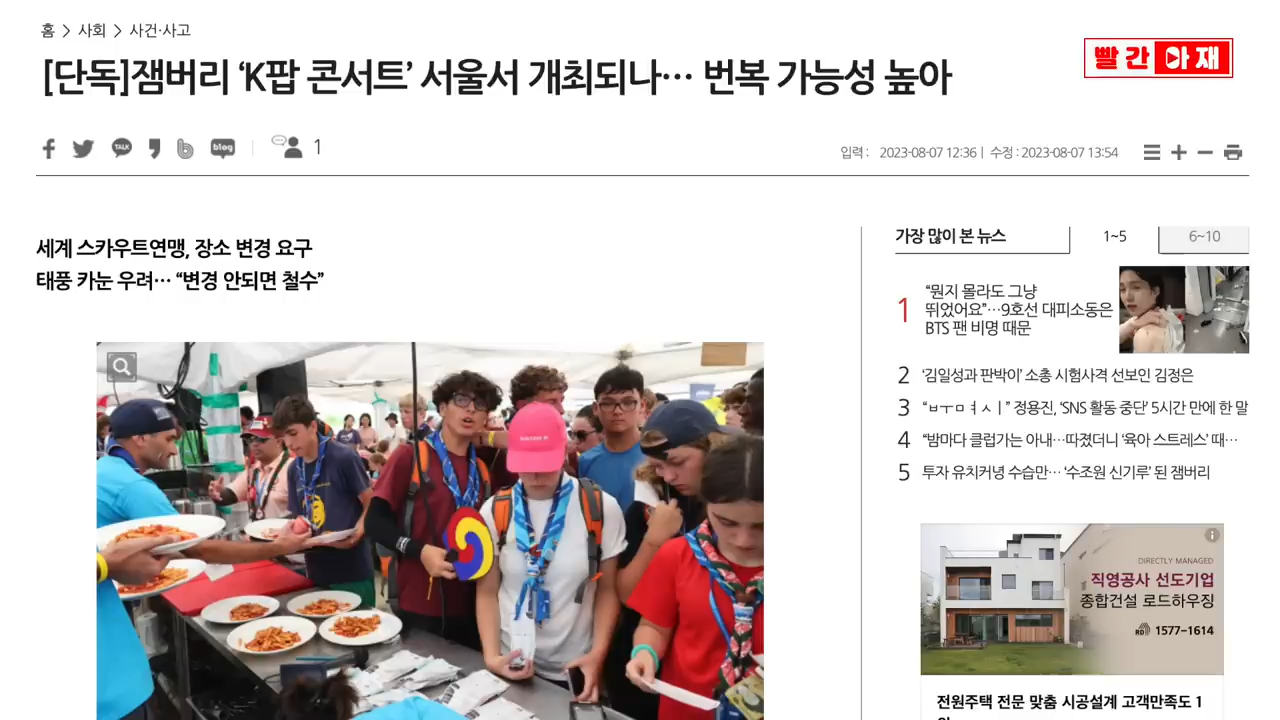 홈 > 사회 > 사건·사고
[단독]잼버리 ‘K팝 콘서트’ 서울서 개최되나… 번복 가능성 높아
빨간 아재
TALK
blog
1
입력 : 2023-08-07 12:36 | 수정 : 2023-08-07 13:54
세계 스카우트연맹, 장소 변경 요구
태풍 카눈 우려… “변경 안되면 철수”
가장 많이 본 뉴스
1~5
6~10
1
“뭔지 몰라도 그냥
뛰었어요”…9호선 대피소동은
BTS 팬 비명 때문
2 ‘김일성과 판박이’ 소총 시험사격 선보인 김정은
3 “ㅂㅜㅁㅕㅅㅣ” 정용진, ‘SNS 활동 중단’ 5시간 만에 한 말
4 “밤마다 클럽가는 아내…따졌더니 ‘육아 스트레스’ 때…
5 투자 유치커녕 수습만… ‘수조원 신기루’ 된 잼버리
DIRECTLY MANAGED
직영공사 선도기업
종합건설 로드하우징
RD 1577-1614
전원주택 전문 맞춤 시공설계 고객만족도 1